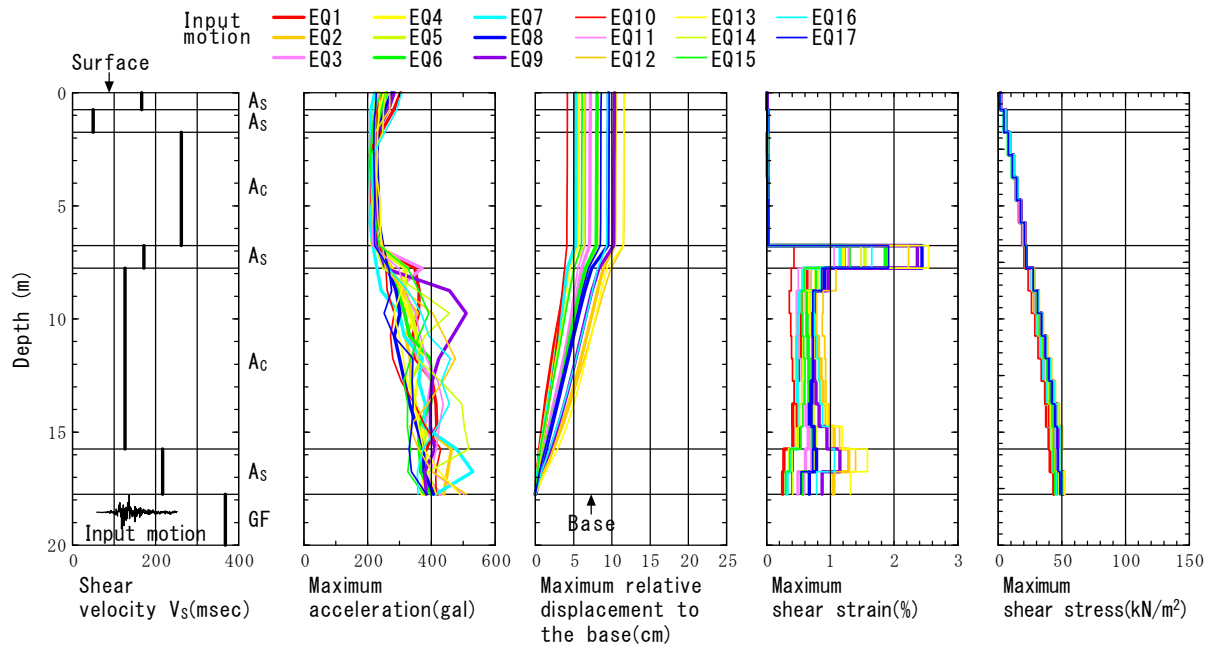 Input motion
EQ1 EQ4 EQ7 EQ10 EQ13 EQ16
EQ2 EQ5 EQ8 EQ11 EQ14 EQ17
EQ3 EQ6 EQ9 EQ12 EQ15
Surface
Depth (m)
0
5
10
15
20
AS
AS
AC
AS
AC
AS
GF
Input motion
Base
0 100 200 300 400
0 200 400 600
0 5 10 15 20 25
0 1 2 3
0 50 100 150
Shear
velocity VS(msec)
Maximum
acceleration(gal)
Maximum relative
displacement to
the base(cm)
Maximum
shear strain(%)
Maximum
shear stress(kN/m²)